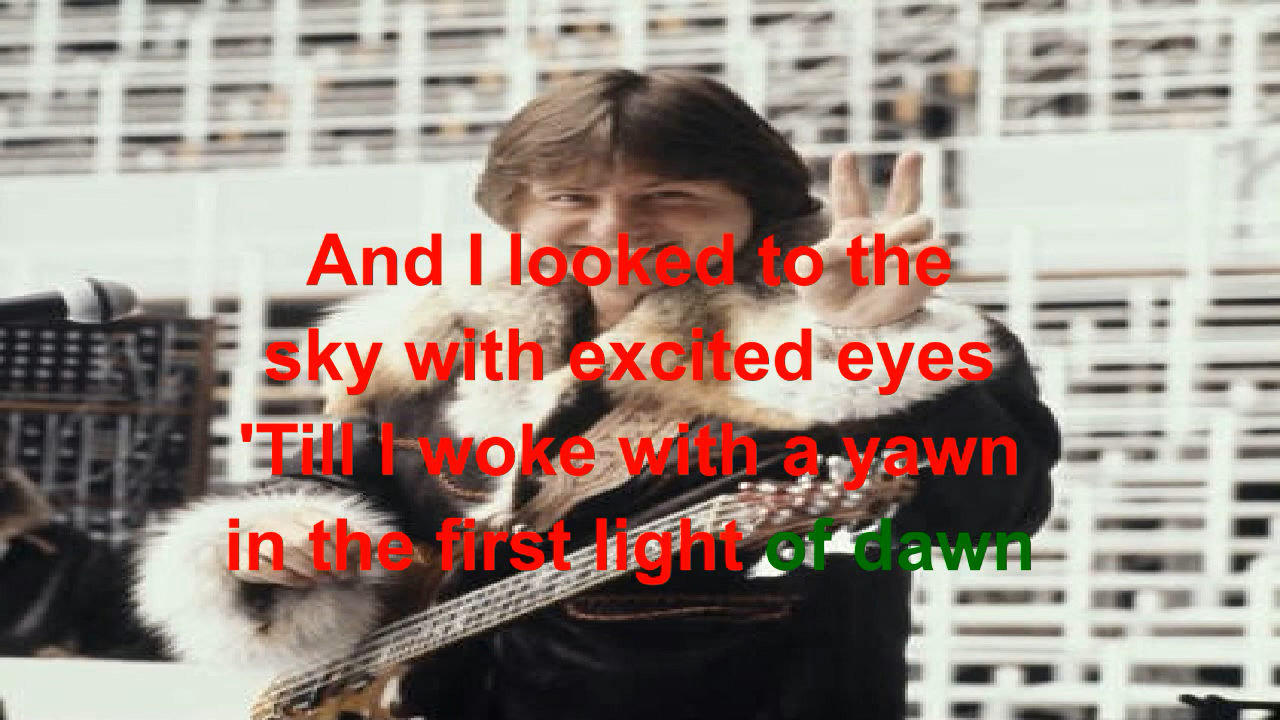 And I looked to the
sky with excited eyes
'Till I woke with a yawn
in the first light of dawn